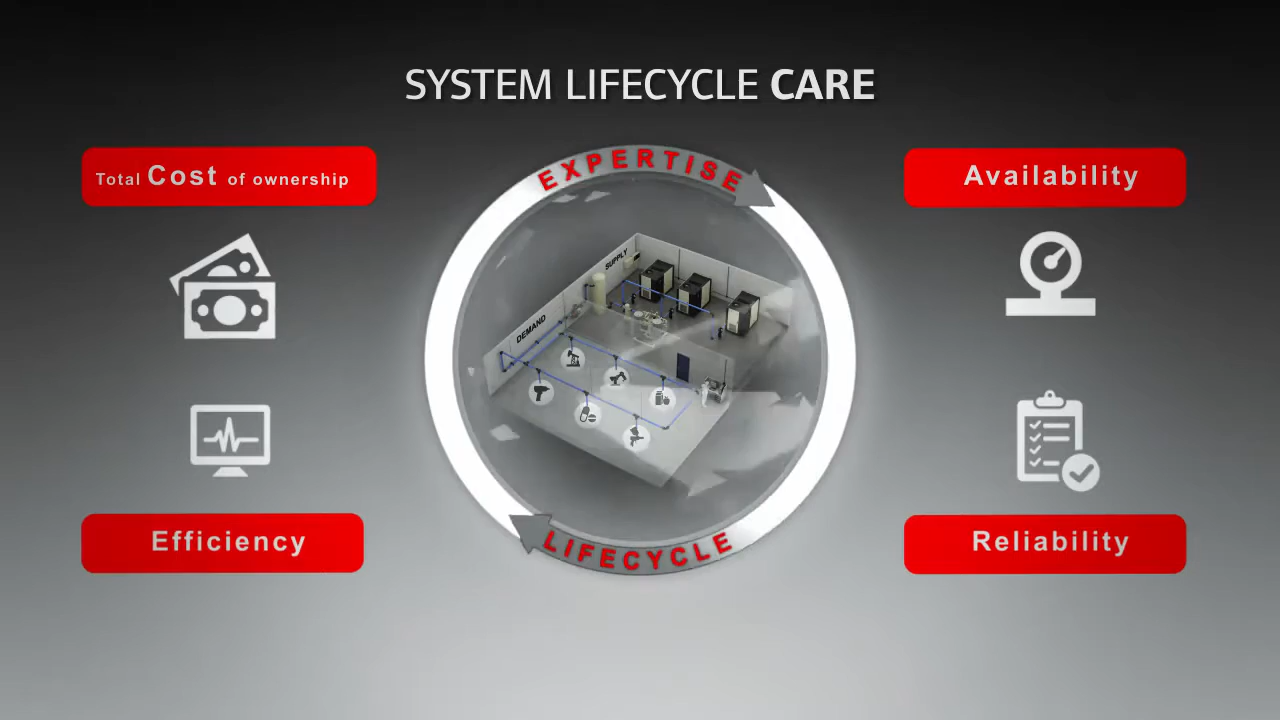 SYSTEM LIFECYCLE CARE
Total Cost of ownership
EXPERTISE
Availability
SUPPLY
DEMAND
Efficiency
LIFECYCLE
Reliability